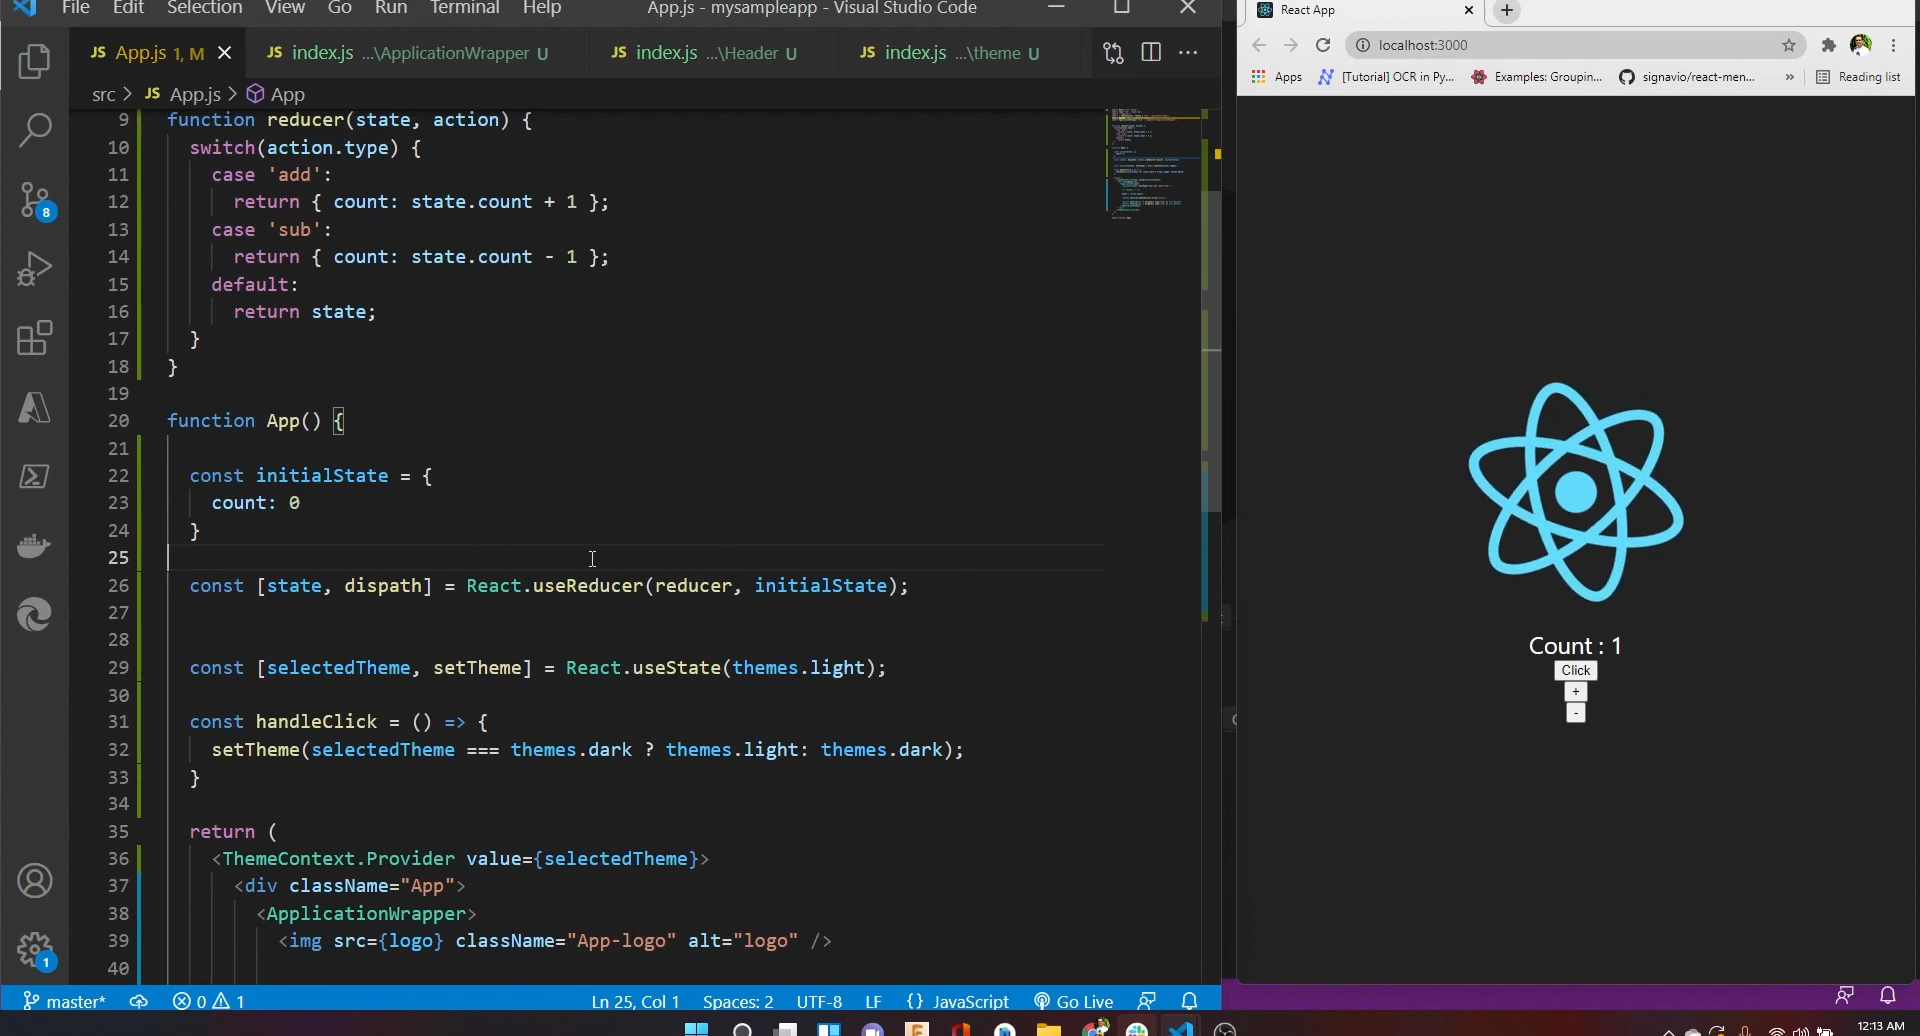 File Edit Selection View Go Run Terminal Help App.js - mysampleapp - Visual Studio Code
JS App.js 1, M JS index.js ...\ApplicationWrapper U JS index.js ...\Header U JS index.js ...\theme U
src > JS App.js > App
9 function reducer(state, action) {
10 switch(action.type) {
11 case 'add':
12 return { count: state.count + 1 };
13 case 'sub':
14 return { count: state.count - 1 };
15 default:
16 return state;
17 }
18 }
19
20 function App() {
21
22 const initialState = {
23 count: 0
24 }
25
26 const [state, dispath] = React.useReducer(reducer, initialState);
27
28
29 const [selectedTheme, setTheme] = React.useState(themes.light);
30
31 const handleClick = () => {
32 setTheme(selectedTheme === themes.dark ? themes.light: themes.dark);
33 }
34
35 return (
36 <ThemeContext.Provider value={selectedTheme}>
37 <div className="App">
38 <ApplicationWrapper>
39 <img src={logo} className="App-logo" alt="logo" />
40
8
1
master* 0 1 Ln 25, Col 1 Spaces: 2 UTF-8 LF {} JavaScript Go Live
React App
localhost:3000
Apps [Tutorial] OCR in Py... Examples: Groupin... signavio/react-men... » Reading list
Count : 1
Click
+
-
12:13 AM